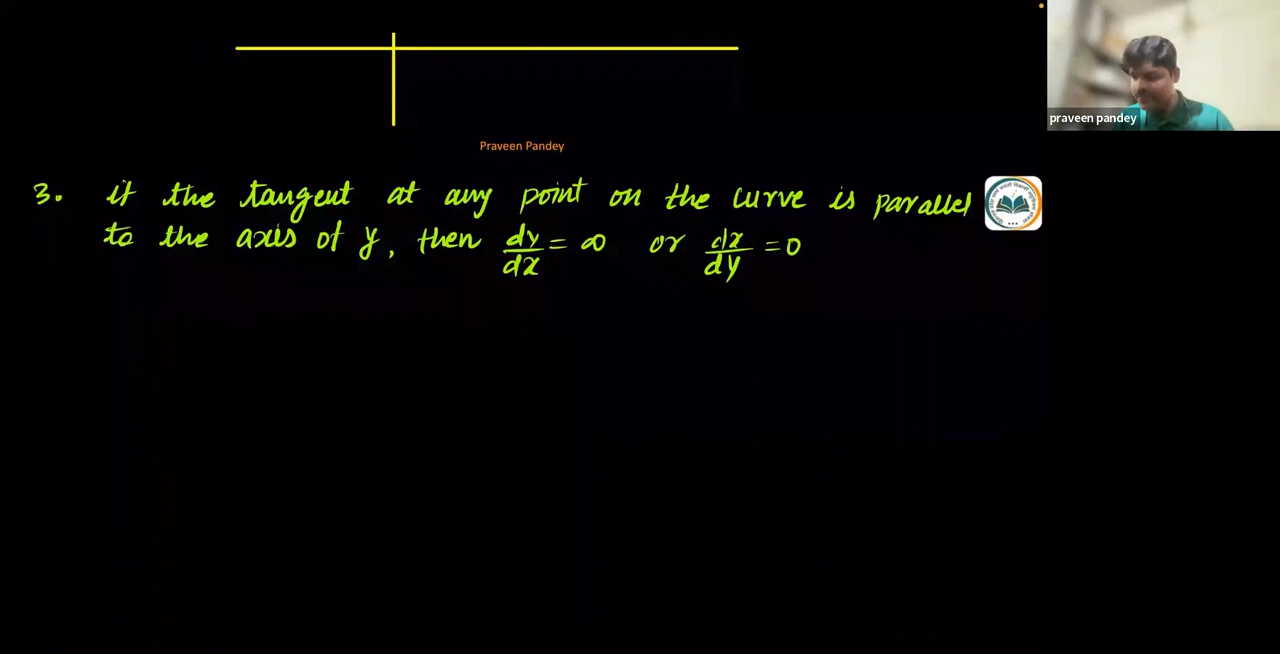 praveen pandey
Praveen Pandey
3. if the tangent at any point on the curve is parallel
to the axis of y, then dy/dx = ∞ or dx/dy = 0